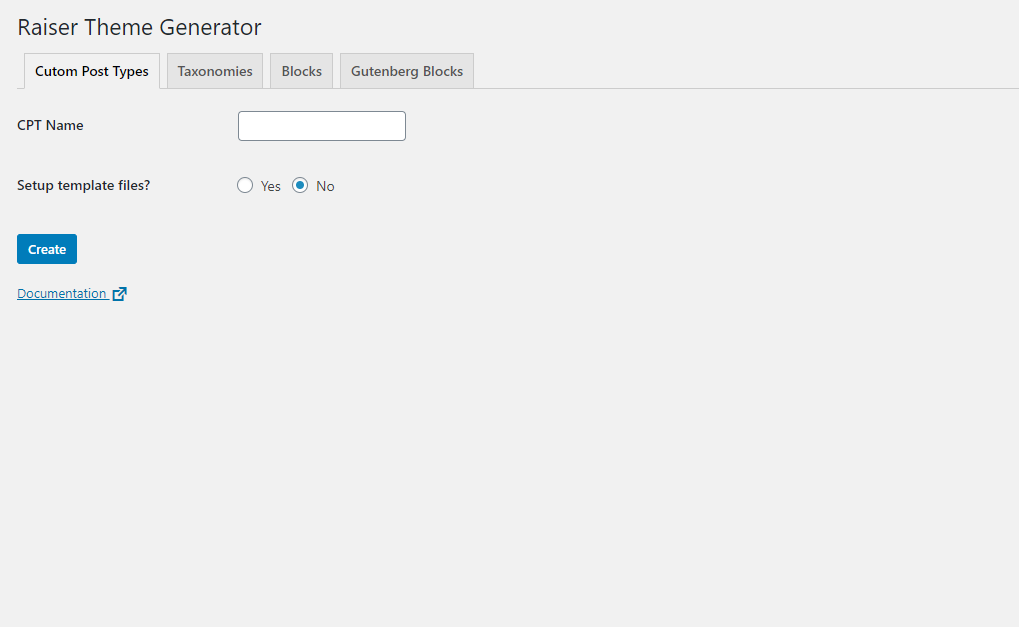 Raiser Theme Generator
Cutom Post Types Taxonomies Blocks Gutenberg Blocks
CPT Name
Setup template files? Yes No
Create
Documentation